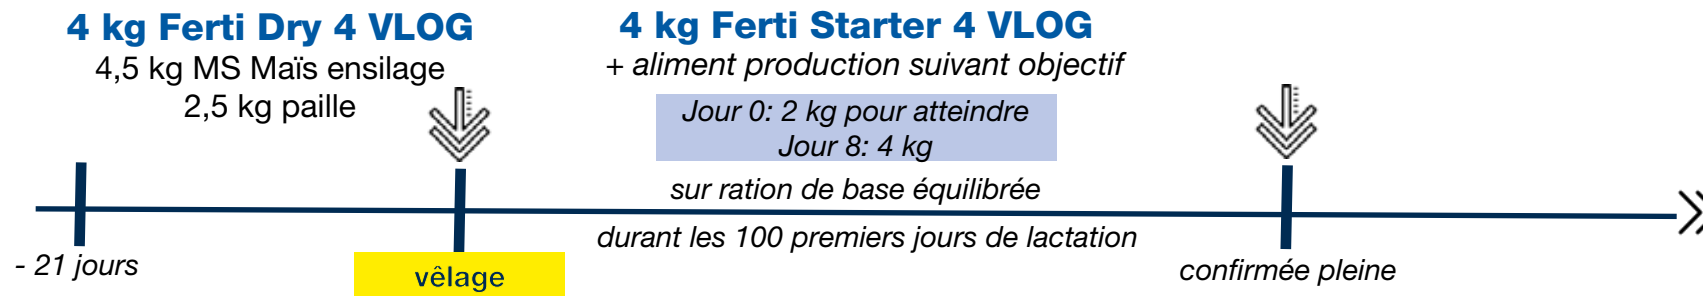 4 kg Ferti Dry 4 VLOG
4,5 kg MS Maïs ensilage
2,5 kg paille
4 kg Ferti Starter 4 VLOG
+ aliment production suivant objectif
Jour 0: 2 kg pour atteindre
Jour 8: 4 kg
sur ration de base équilibrée
durant les 100 premiers jours de lactation
- 21 jours
vêlage
confirmée pleine